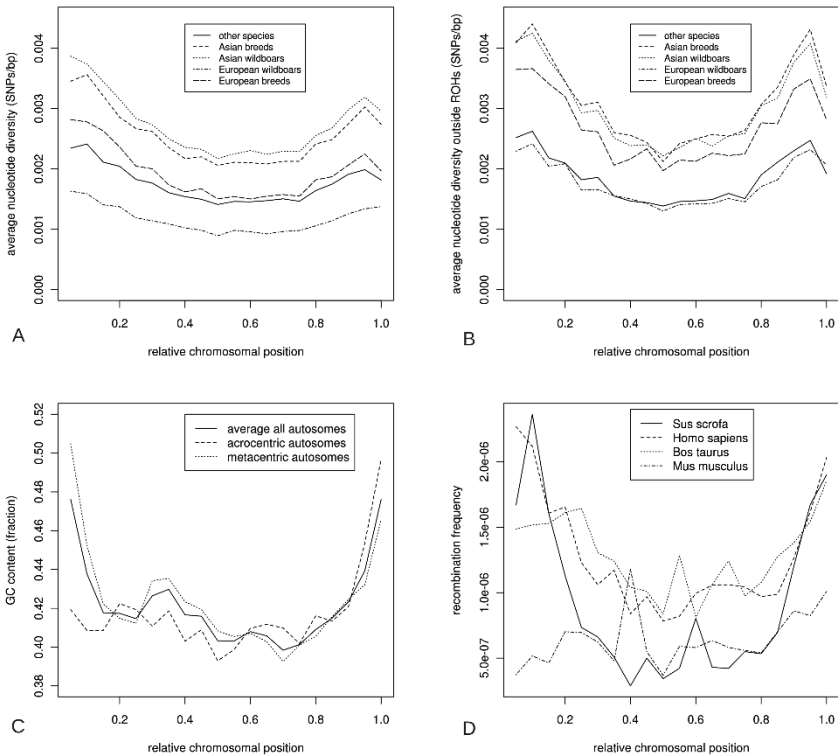 other species
Asian breeds
Asian wildboars
European wildboars
European breeds
average nucleotide diversity (SNPs/bp)
0.004
0.003
0.002
0.001
0.000
0.2 0.4 0.6 0.8 1.0
relative chromosomal position
A
other species
Asian breeds
Asian wildboars
European wildboars
European breeds
average nucleotide diversity outside ROHs (SNPs/bp)
0.004
0.003
0.002
0.001
0.000
0.2 0.4 0.6 0.8 1.0
relative chromosomal position
B
average all autosomes
acrocentric autosomes
metacentric autosomes
GC content (fraction)
0.52
0.50
0.48
0.46
0.44
0.42
0.40
0.38
0.2 0.4 0.6 0.8 1.0
relative chromosomal position
C
Sus scrofa
Homo sapiens
Bos taurus
Mus musculus
recombination frequency
2.0e-06
1.5e-06
1.0e-06
5.0e-07
0.2 0.4 0.6 0.8 1.0
relative chromosomal position
D